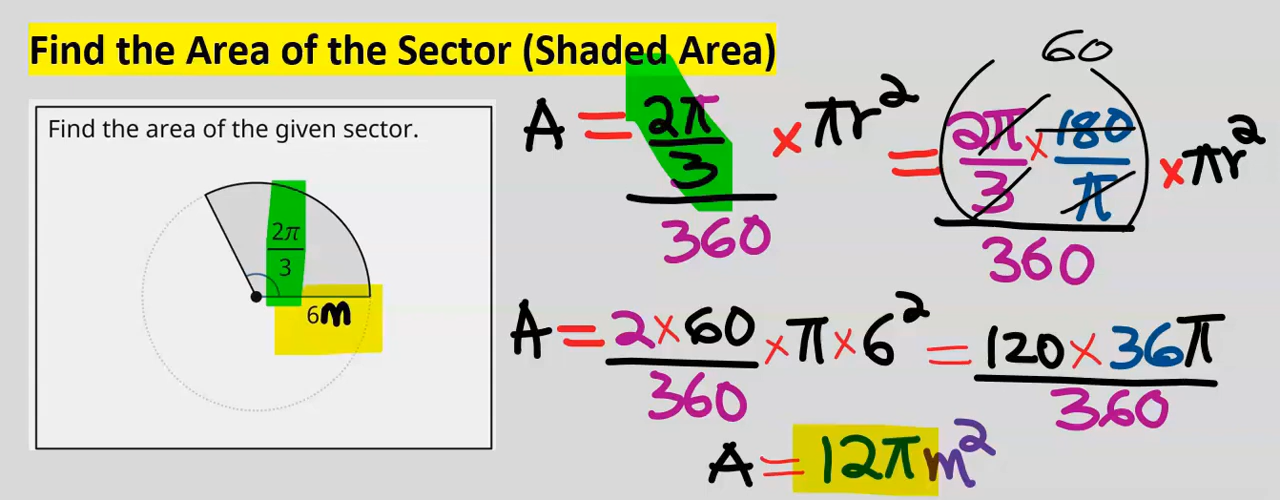 Find the Area of the Sector (Shaded Area)
Find the area of the given sector.
2π
3
6m
A = 2π/3 / 360 × πr² = (2π/3 × 180/π) / 360 × πr²
60
A = 2×60 / 360 × π × 6² = 120 × 36π / 360
A = 12π m²